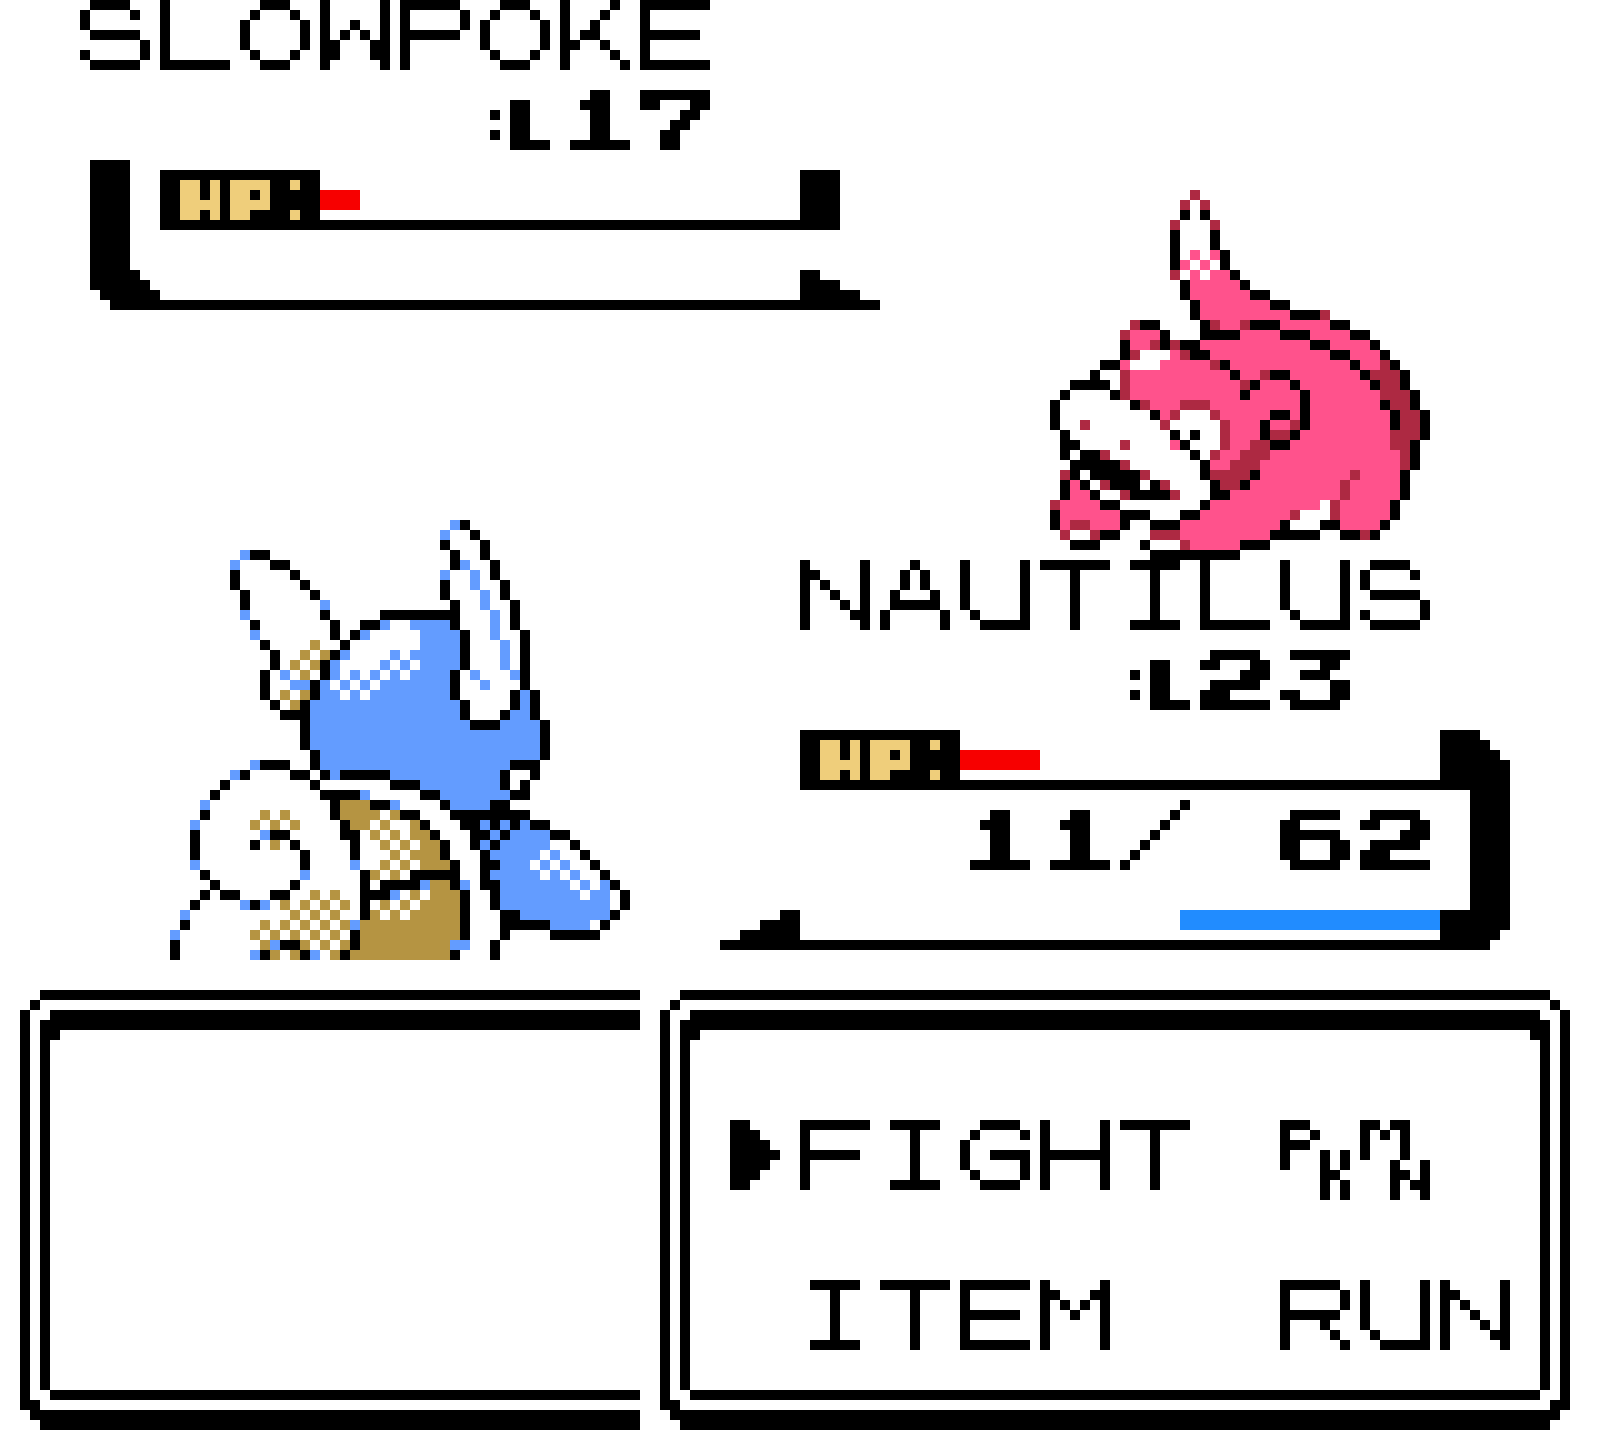 SLOWPOKE
:L17
HP:
NAUTILUS
:L23
HP:
11/ 62
FIGHT PKMN
ITEM RUN